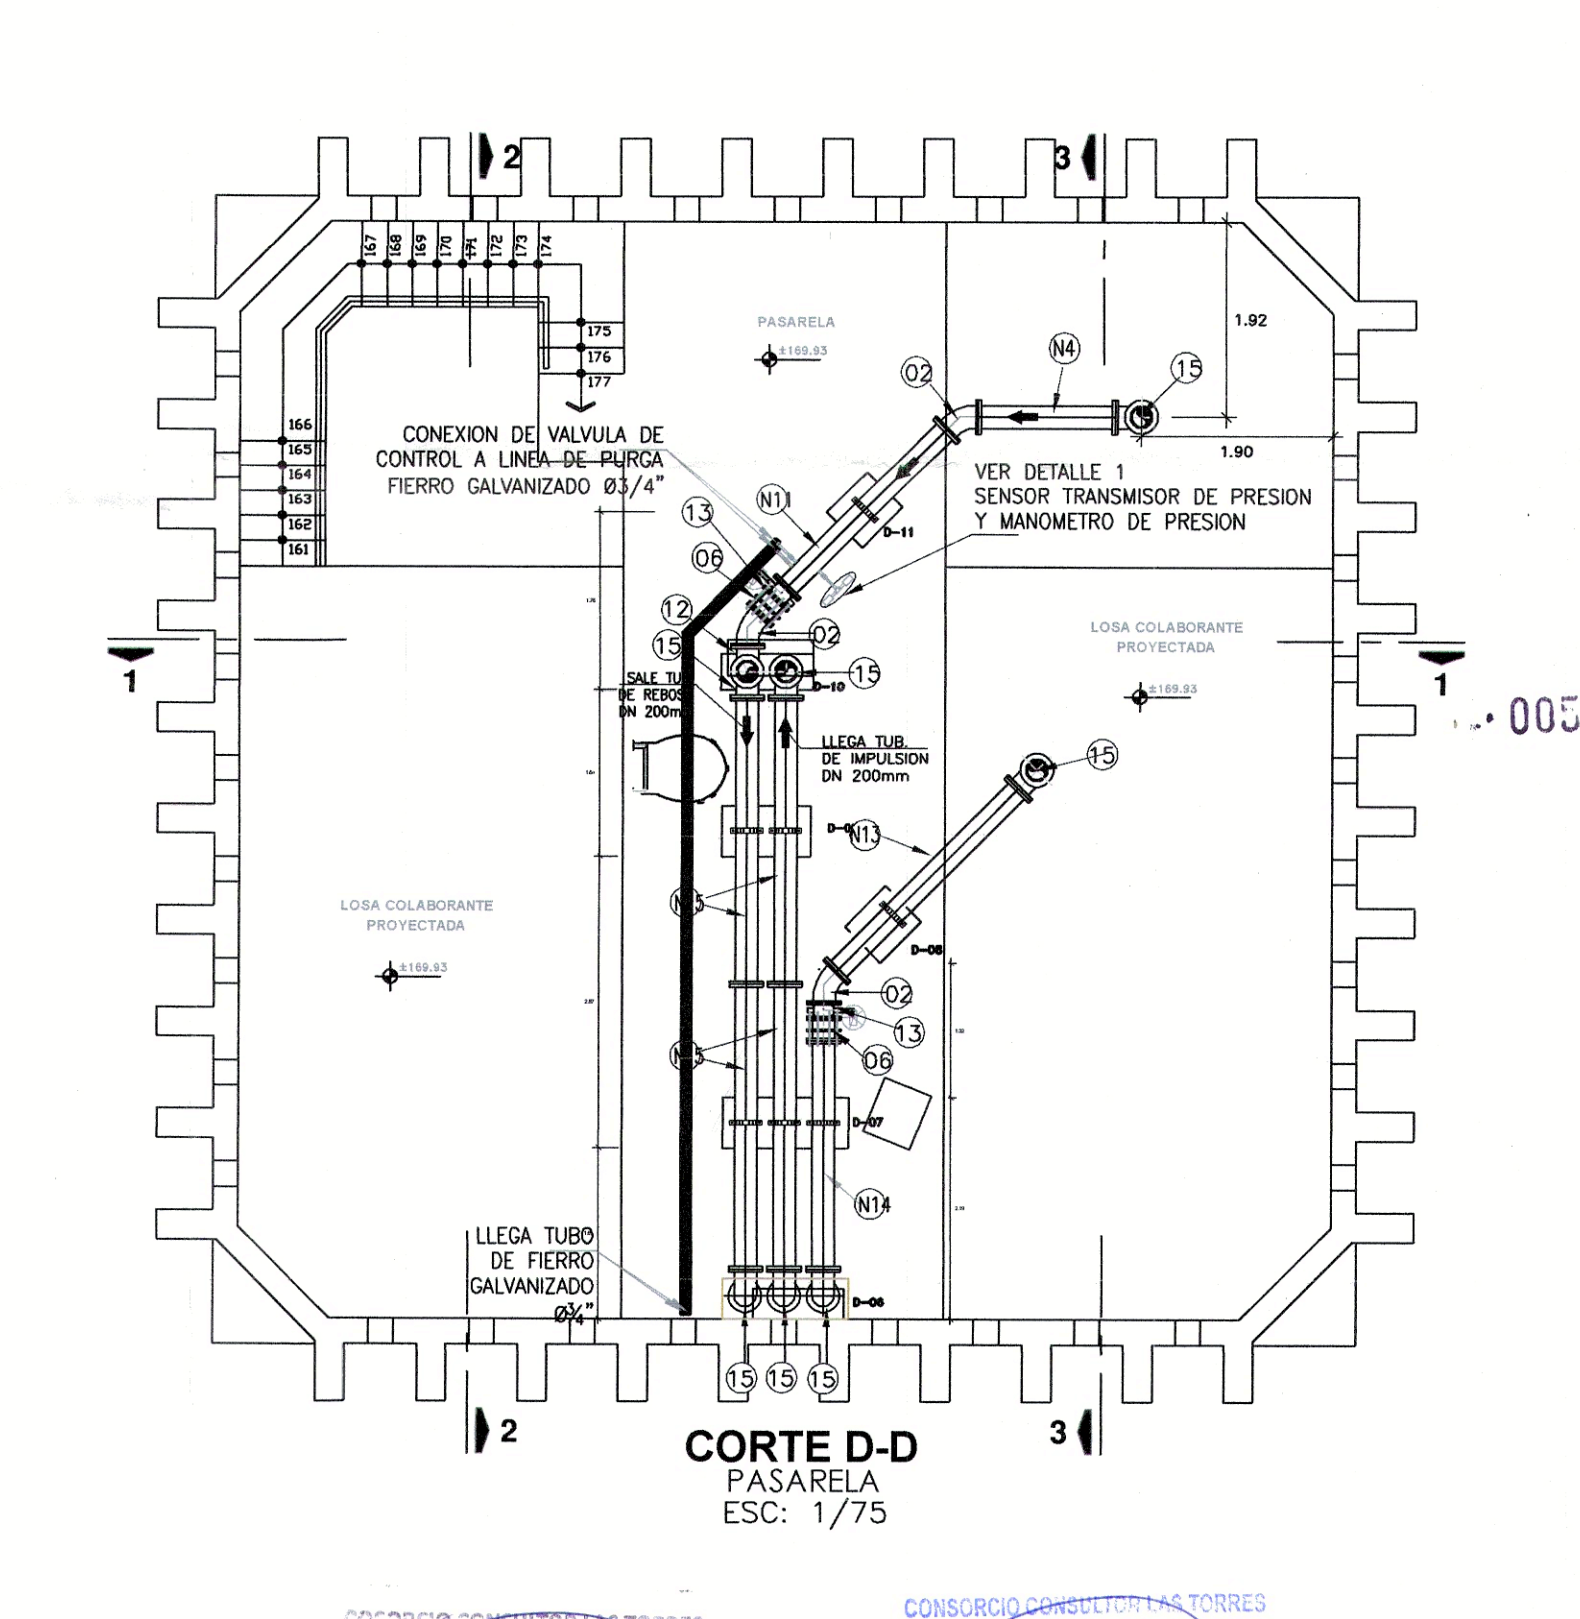 2
3
167
168
169
170
171
172
173
174
175
176
177
166
165
164
163
162
161
PASARELA
±169.93
1.92
1.90
N4
15
02
CONEXION DE VALVULA DE
CONTROL A LINEA DE PURGA
FIERRO GALVANIZADO Ø3/4"
VER DETALLE 1
SENSOR TRANSMISOR DE PRESION
Y MANOMETRO DE PRESION
N11
13
D-11
06
12
02
15
15
D-10
SALE TU
DE REBOS
DN 200m
LLEGA TUB.
DE IMPULSION
DN 200mm
LOSA COLABORANTE
PROYECTADA
±169.93
1
1
005
15
N13
LOSA COLABORANTE
PROYECTADA
±169.93
D-08
02
13
06
D-07
N14
LLEGA TUBO
DE FIERRO
GALVANIZADO
Ø¾"
D-06
15
15
15
2
3
CORTE D-D
PASARELA
ESC: 1/75
CONSORCIO CONSULTOR LAS TORRES